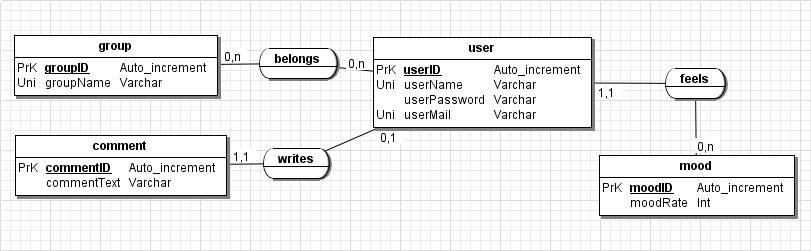 group
PrK groupID Auto_increment
Uni groupName Varchar
0,n
belongs
0,n
user
PrK userID Auto_increment
Uni userName Varchar
userPassword Varchar
Uni userMail Varchar
1,1
feels
0,n
comment
PrK commentID Auto_increment
commentText Varchar
1,1
writes
0,1
mood
PrK moodID Auto_increment
moodRate Int